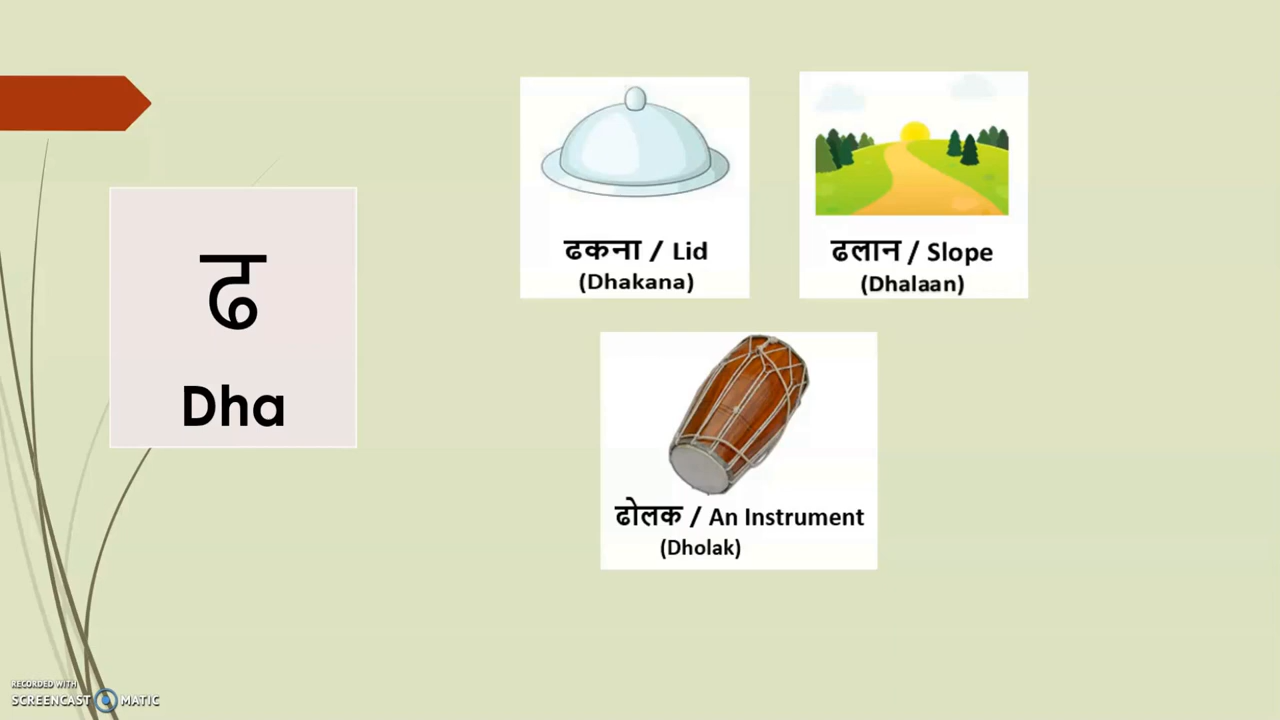 ढ
Dha
ढकना / Lid
(Dhakana)
ढलान / Slope
(Dhalaan)
ढोलक / An Instrument
(Dholak)
RECORDED WITH
SCREENCAST MATIC